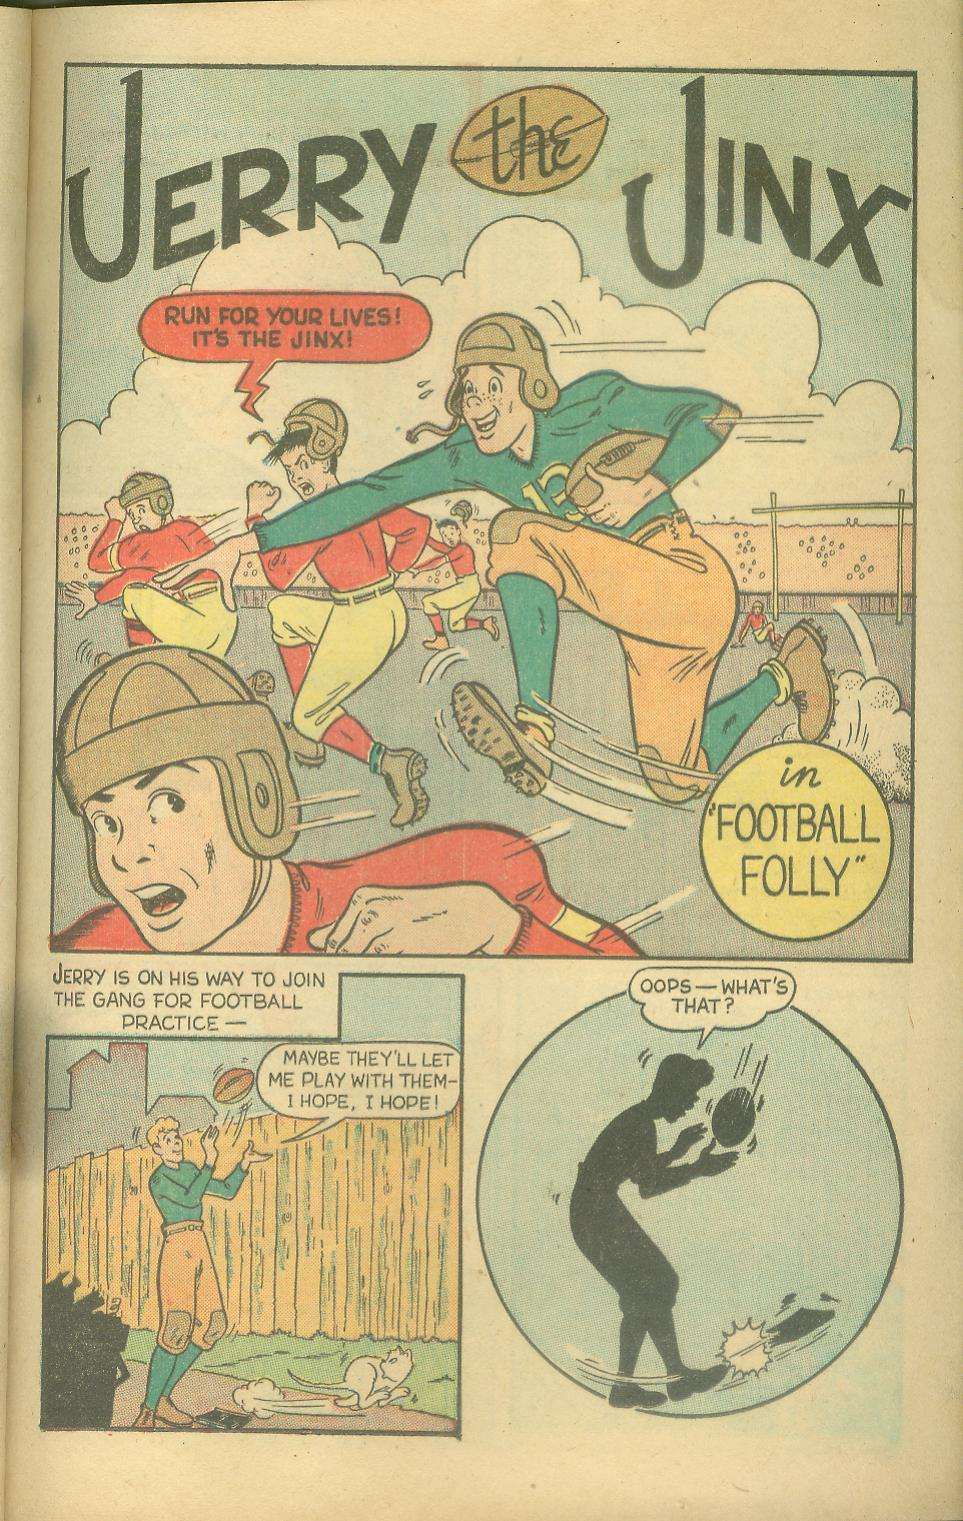 JERRY the JINX
RUN FOR YOUR LIVES!
IT'S THE JINX!
12
in
"FOOTBALL
FOLLY"
JERRY IS ON HIS WAY TO JOIN
THE GANG FOR FOOTBALL
PRACTICE —
MAYBE THEY'LL LET
ME PLAY WITH THEM—
I HOPE, I HOPE!
OOPS — WHAT'S
THAT?